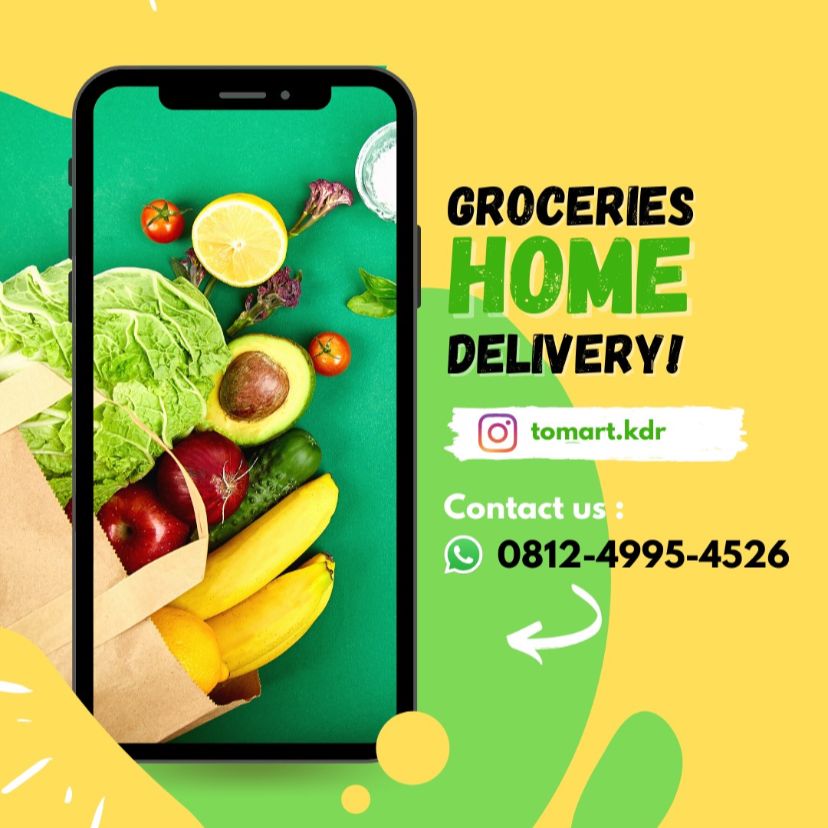 GROCERIES
HOME
DELIVERY!
tomart.kdr
Contact us :
0812-4995-4526